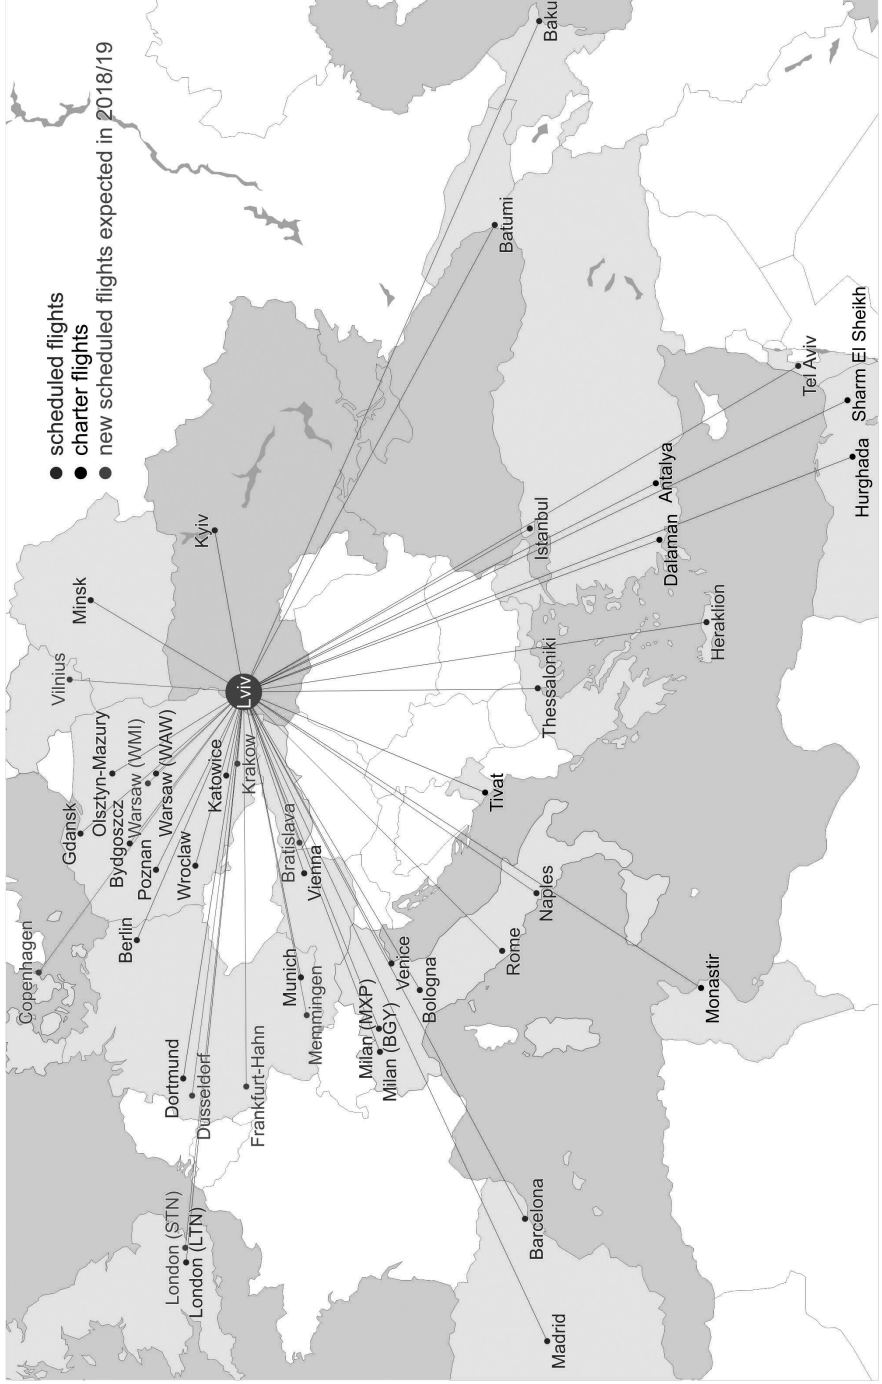 scheduled flights
charter flights
new scheduled flights expected in 2018/19
Copenhagen
Vilnius
Minsk
Gdansk
Olsztyn-Mazury
Bydgoszcz
Warsaw (WMI)
Warsaw (WAW)
Poznan
Berlin
Wroclaw
Katowice
Krakow
Kyiv
Lviv
London (STN)
London (LTN)
Dortmund
Dusseldorf
Frankfurt-Hahn
Munich
Memmingen
Bratislava
Vienna
Milan (MXP)
Milan (BGY)
Venice
Bologna
Rome
Naples
Tivat
Thessaloniki
Istanbul
Batumi
Baku
Madrid
Barcelona
Monastir
Heraklion
Dalaman
Antalya
Tel Aviv
Sharm El Sheikh
Hurghada